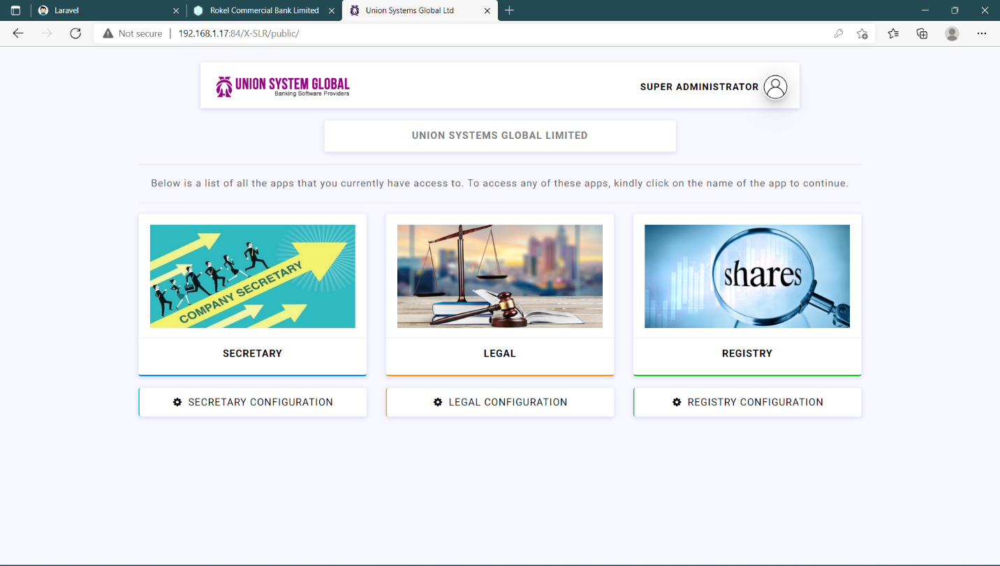 Laravel
Rokel Commercial Bank Limited
Union Systems Global Ltd
Not secure
192.168.1.17:84/X-SLR/public/
UNION SYSTEM GLOBAL
Banking Software Providers
SUPER ADMINISTRATOR
UNION SYSTEMS GLOBAL LIMITED
Below is a list of all the apps that you currently have access to. To access any of these apps, kindly click on the name of the app to continue.
COMPANY SECRETARY
shares
SECRETARY
LEGAL
REGISTRY
SECRETARY CONFIGURATION
LEGAL CONFIGURATION
REGISTRY CONFIGURATION